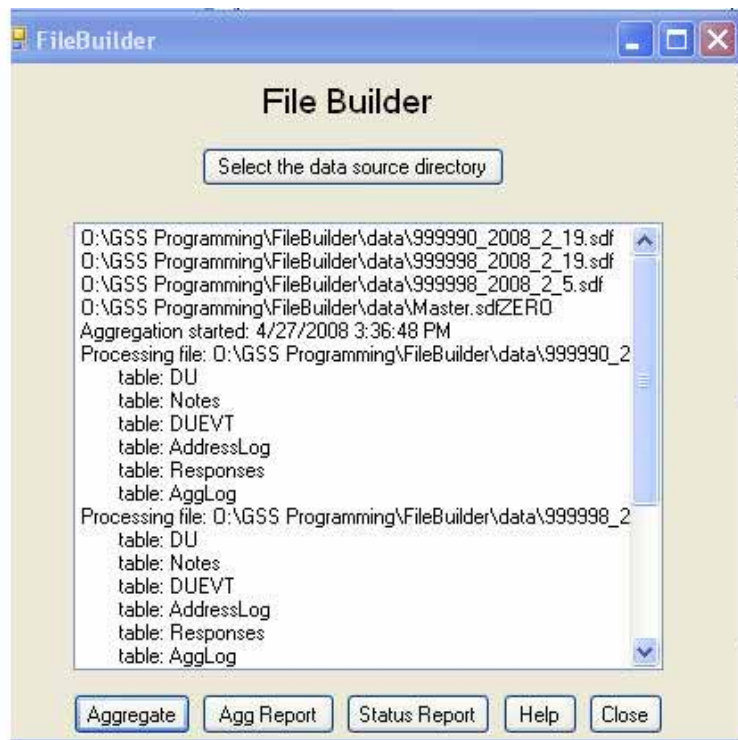 FileBuilder
File Builder
Select the data source directory
O:\GSS Programming\FileBuilder\data\999990_2008_2_19.sdf
O:\GSS Programming\FileBuilder\data\999998_2008_2_19.sdf
O:\GSS Programming\FileBuilder\data\999998_2008_2_5.sdf
O:\GSS Programming\FileBuilder\data\Master.sdfZERO
Aggregation started: 4/27/2008 3:36:48 PM
Processing file: O:\GSS Programming\FileBuilder\data\999990_2
table: DU
table: Notes
table: DUEVT
table: AddressLog
table: Responses
table: AggLog
Processing file: O:\GSS Programming\FileBuilder\data\999998_2
table: DU
table: Notes
table: DUEVT
table: AddressLog
table: Responses
table: AggLog
Aggregate Agg Report Status Report Help Close